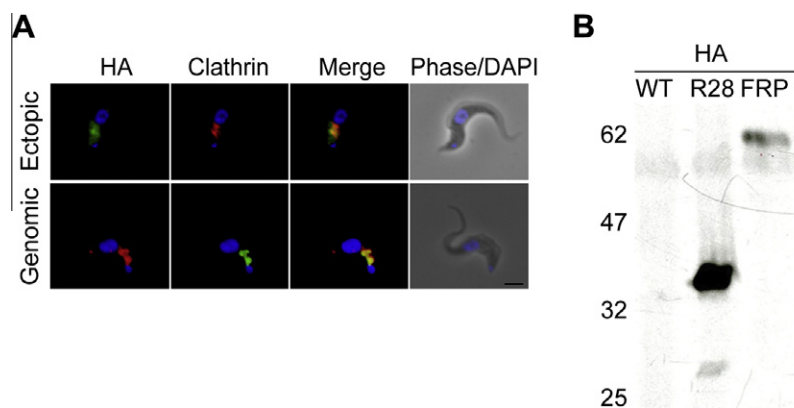 A
HA Clathrin Merge Phase/DAPI
Ectopic
Genomic
B
HA
WT R28 FRP
62
47
32
25